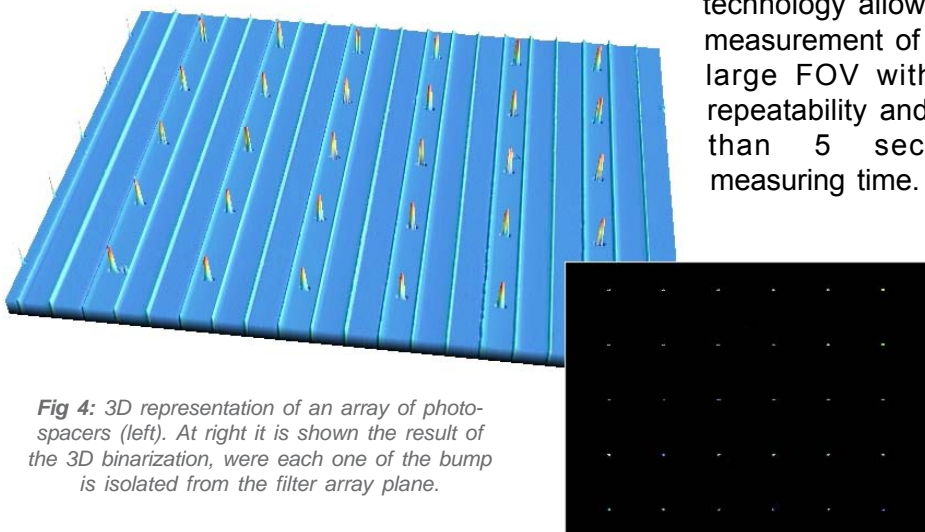 technology allow
measurement of
large FOV with
repeatability and
than 5 sec
measuring time.
Fig 4: 3D representation of an array of photo-
spacers (left). At right it is shown the result of
the 3D binarization, were each one of the bump
is isolated from the filter array plane.